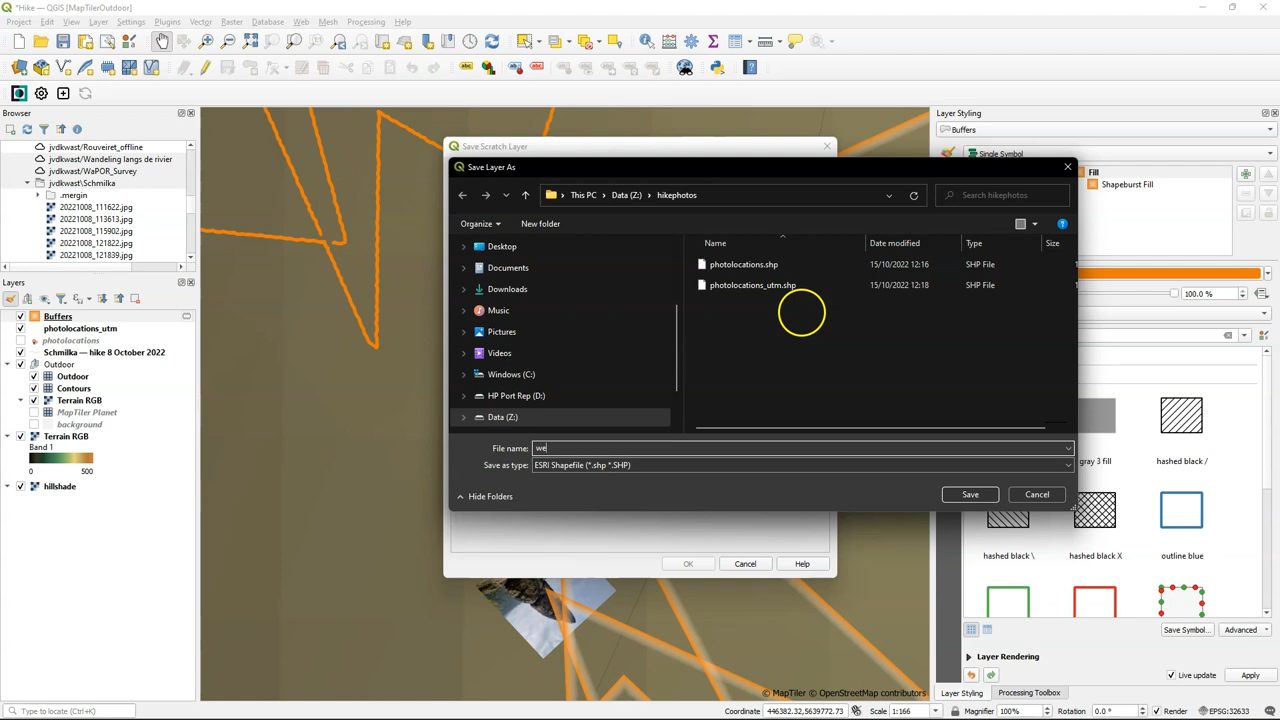 *Hike — QGIS [MapTilerOutdoor]
Project Edit View Layer Settings Plugins Vector Raster Database Web Mesh Processing Help
Browser
jvdkwast/Rouveiret_offline
jvdkwast/Wandeling langs de rivier
jvdkwast/WaPOR_Survey
jvdkwast\Schmilka
.mergin
20221008_111622.jpg
20221008_113613.jpg
20221008_115902.jpg
20221008_121822.jpg
20221008_121839.jpg
Layers
Buffers
photolocations_utm
photolocations
Schmilka — hike 8 October 2022
Outdoor
Outdoor
Contours
Terrain RGB
MapTiler Planet
background
Terrain RGB
Band 1
600
0
hillshade
Save Scratch Layer
Save Layer As
This PC Data (Z:) hikephotos
Search hikephotos
Organize New folder
Desktop
Documents
Downloads
Music
Pictures
Videos
Windows (C:)
HP Port Rep (D:)
Data (Z:)
Name Date modified Type Size
photolocations.shp 15/10/2022 12:16 SHP File 1
photolocations_utm.shp 15/10/2022 12:18 SHP File 1
File name: we
Save as type: ESRI Shapefile (*.shp *.SHP)
Hide Folders
Save Cancel
OK Cancel Help
Layer Styling
Buffers
Single Symbol
Fill
Shapeburst Fill
100.0 %
gray 3 fill
hashed black /
hashed black \
hashed black X
outline blue
Save Symbol... Advanced
Layer Rendering
Live update Apply
Layer Styling Processing Toolbox
© MapTiler © OpenStreetMap contributors
Type to locate (Ctrl+K)
Coordinate 446382.32,5639772.73 Scale 1:166 Magnifier 100% Rotation 0.0 ° Render EPSG:32633